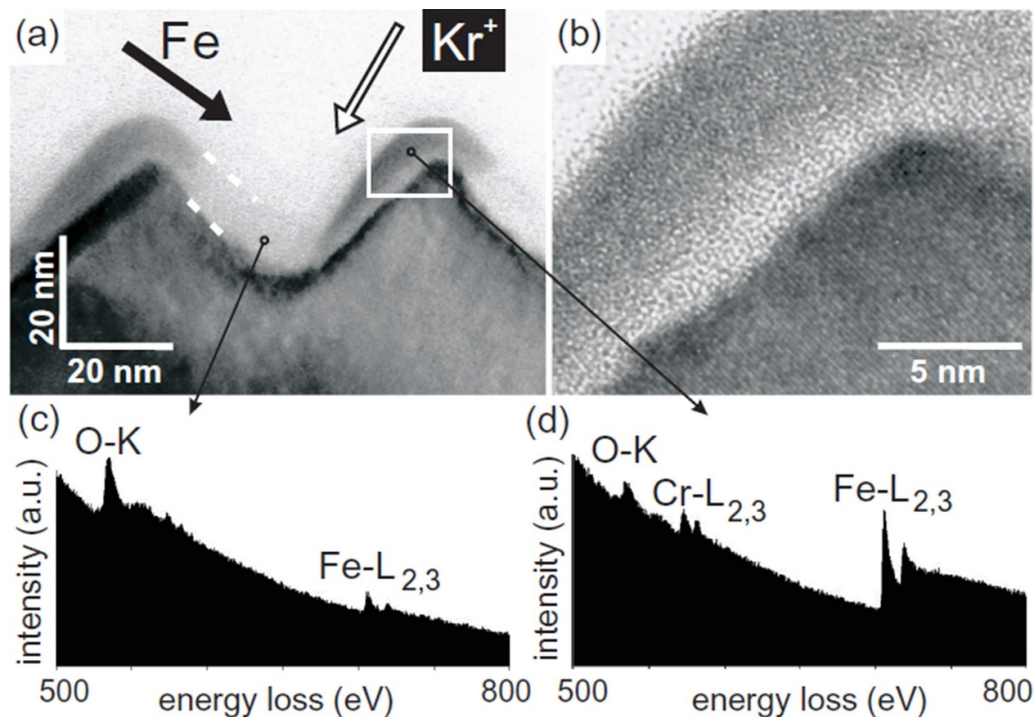 (a)
Fe
Kr+
(b)
20 nm
20 nm
5 nm
(c)
O-K
Fe-L2,3
intensity (a.u.)
500
800
energy loss (eV)
(d)
O-K
Cr-L2,3
Fe-L2,3
intensity (a.u.)
500
800
energy loss (eV)